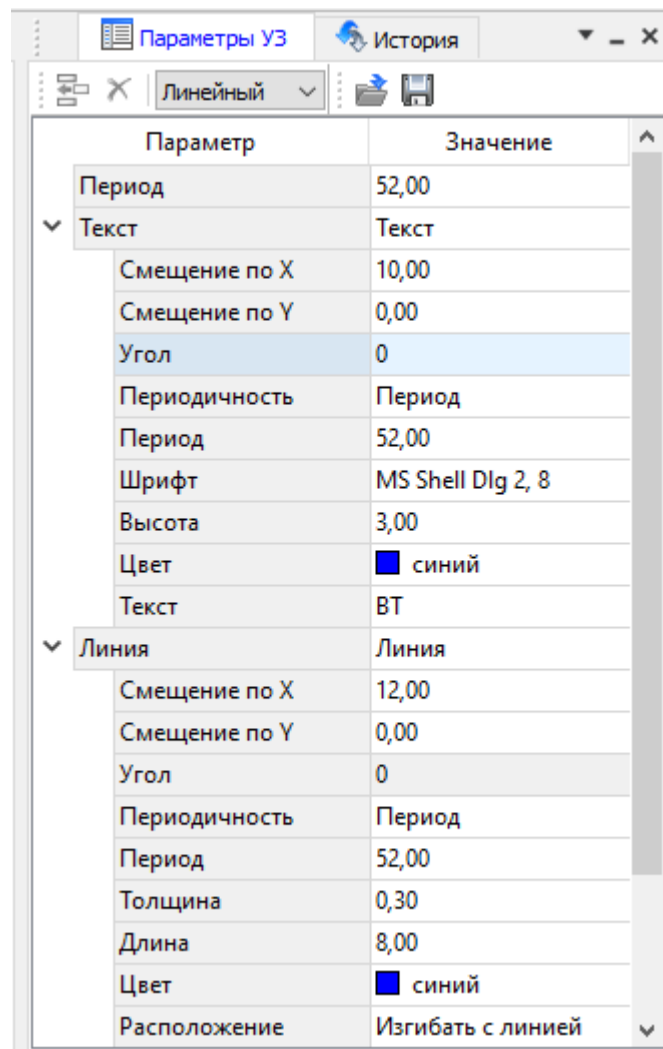 Параметры УЗ История
Линейный
Параметр Значение
Период 52,00
Текст Текст
Смещение по X 10,00
Смещение по Y 0,00
Угол 0
Периодичность Период
Период 52,00
Шрифт MS Shell Dlg 2, 8
Высота 3,00
Цвет синий
Текст ВТ
Линия Линия
Смещение по X 12,00
Смещение по Y 0,00
Угол 0
Периодичность Период
Период 52,00
Толщина 0,30
Длина 8,00
Цвет синий
Расположение Изгибать с линией